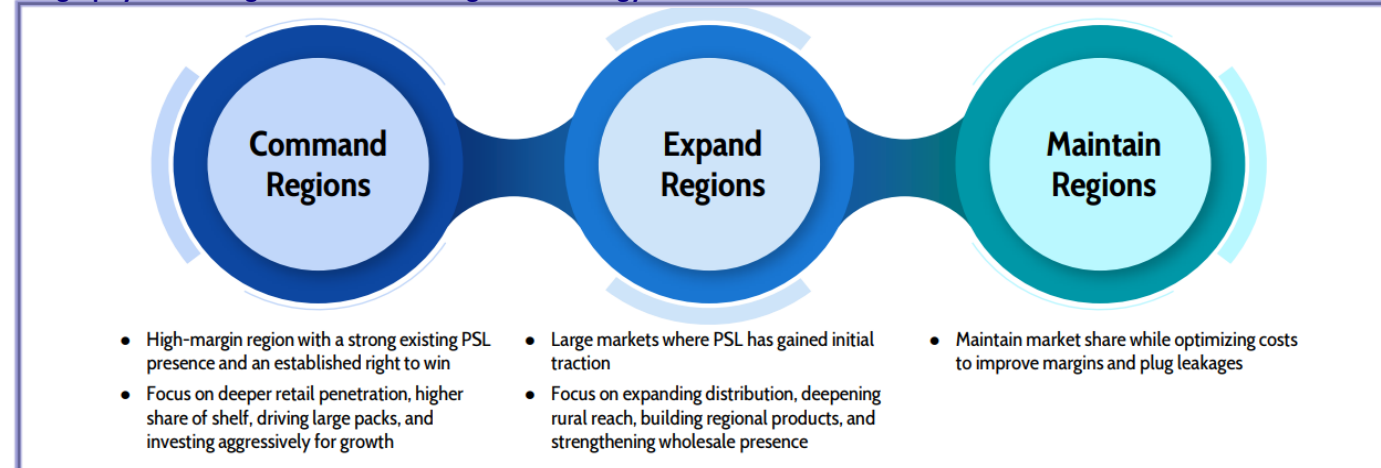 Command
Regions
Expand
Regions
Maintain
Regions
● High-margin region with a strong existing PSL
presence and an established right to win
● Focus on deeper retail penetration, higher
share of shelf, driving large packs, and
investing aggressively for growth
● Large markets where PSL has gained initial
traction
● Focus on expanding distribution, deepening
rural reach, building regional products, and
strengthening wholesale presence
● Maintain market share while optimizing costs
to improve margins and plug leakages